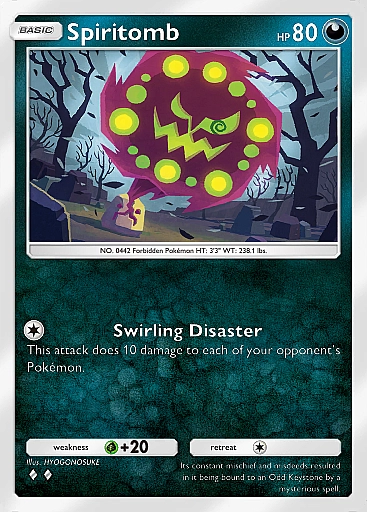 BASIC Spiritomb HP 80
NO. 0442 Forbidden Pokémon HT: 3'3" WT: 238.1 lbs.
Swirling Disaster
This attack does 10 damage to each of your opponent's
Pokémon.
weakness +20 retreat
Illus. HYOGONOSUKE
Its constant mischief and misdeeds resulted
in it being bound to an Odd Keystone by a
mysterious spell.